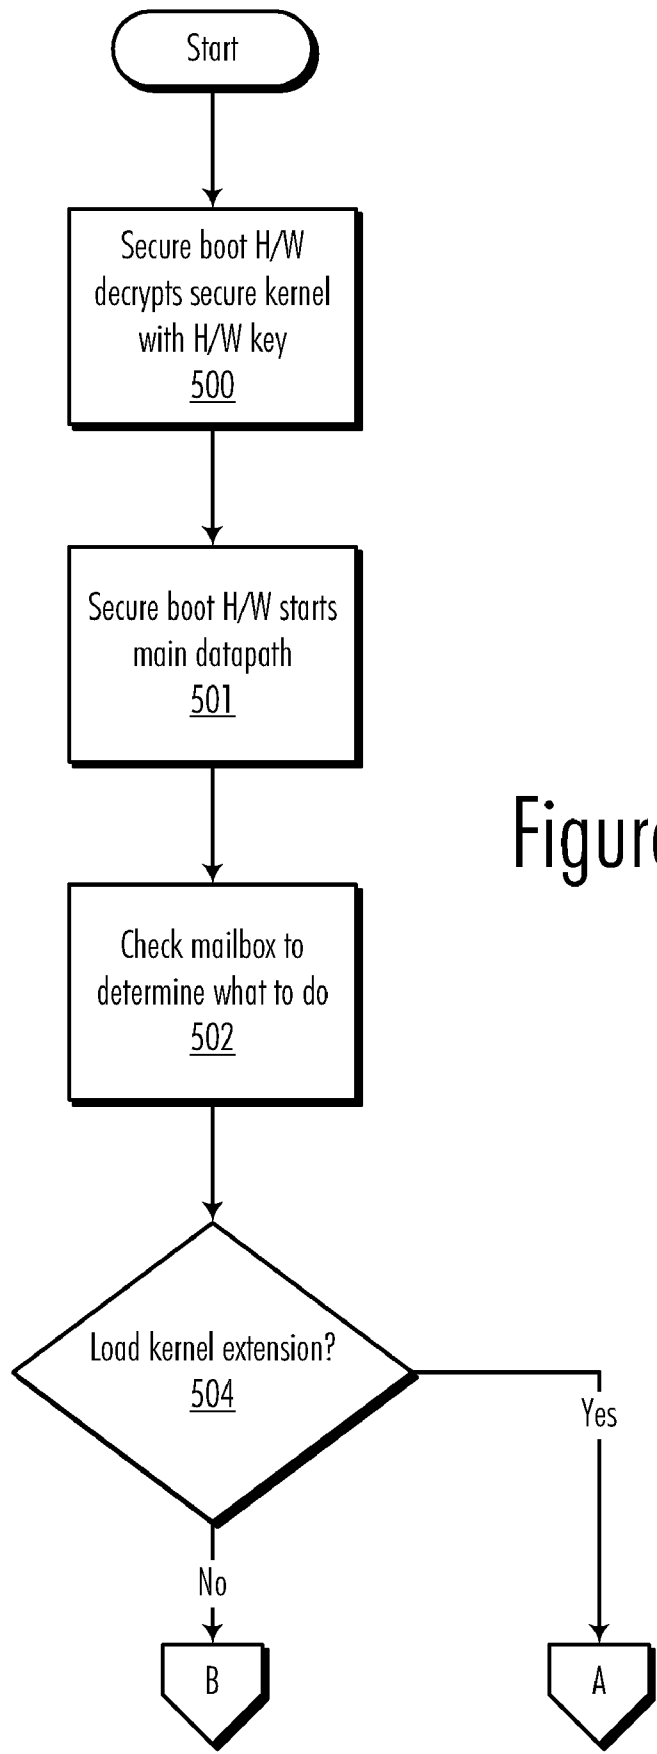 Start
Secure boot H/W
decrypts secure kernel
with H/W key
500
Secure boot H/W starts
main datapath
501
Check mailbox to
determine what to do
502
Load kernel extension?
504
Yes
No
B
A